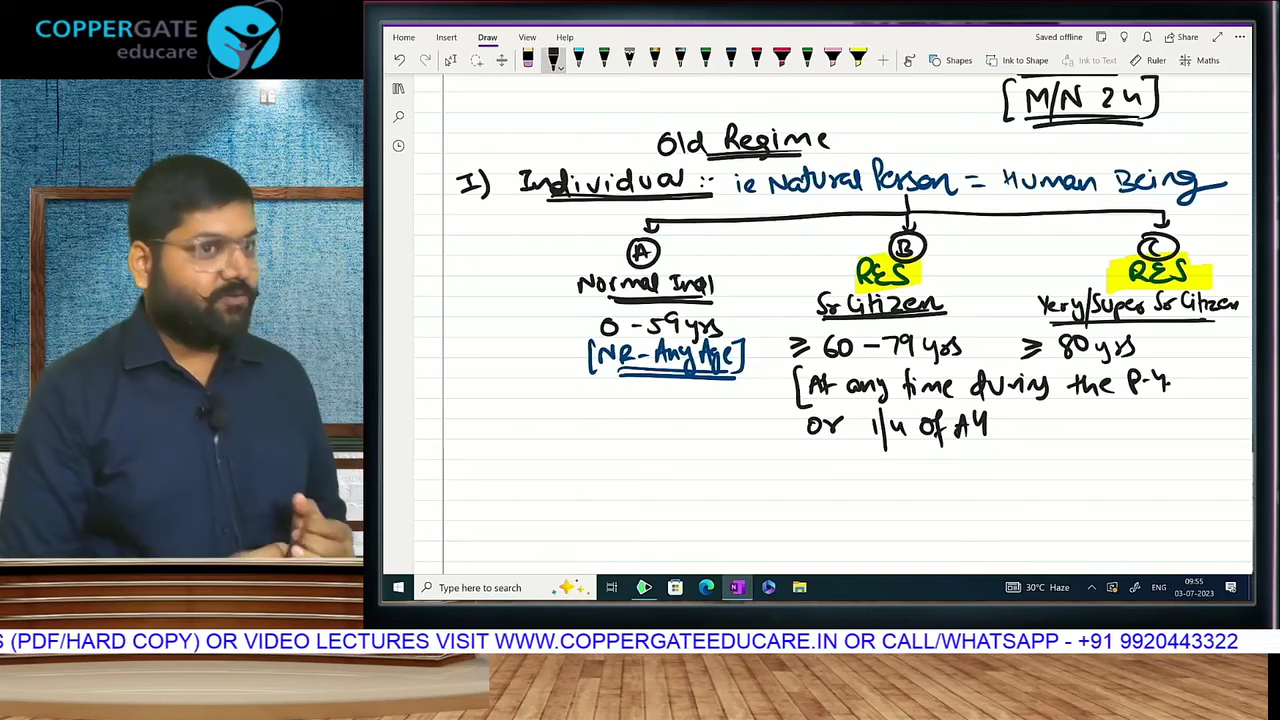 COPPERGATE
educare
Home Insert Draw View Help
Saved offline
Share
Shapes
Ink to Shape
Ink to Text
Ruler
Maths
[M/N 24]
Old Regime
I) Individual :- ie Natural Person = Human Being
A
B
C
RES
RES
Normal Indl
Sr Citizen
Very/Super Sr Citizen
0 - 59 yrs
[NR - Any Age]
≥ 60 - 79 yrs
≥ 80 yrs
[At any time during the P.Y.
or 1/4 of AY
Type here to search
30°C Haze
ENG
09:55
03-07-2023
S (PDF/HARD COPY) OR VIDEO LECTURES VISIT WWW.COPPERGATEEDUCARE.IN OR CALL/WHATSAPP - +91 9920443322